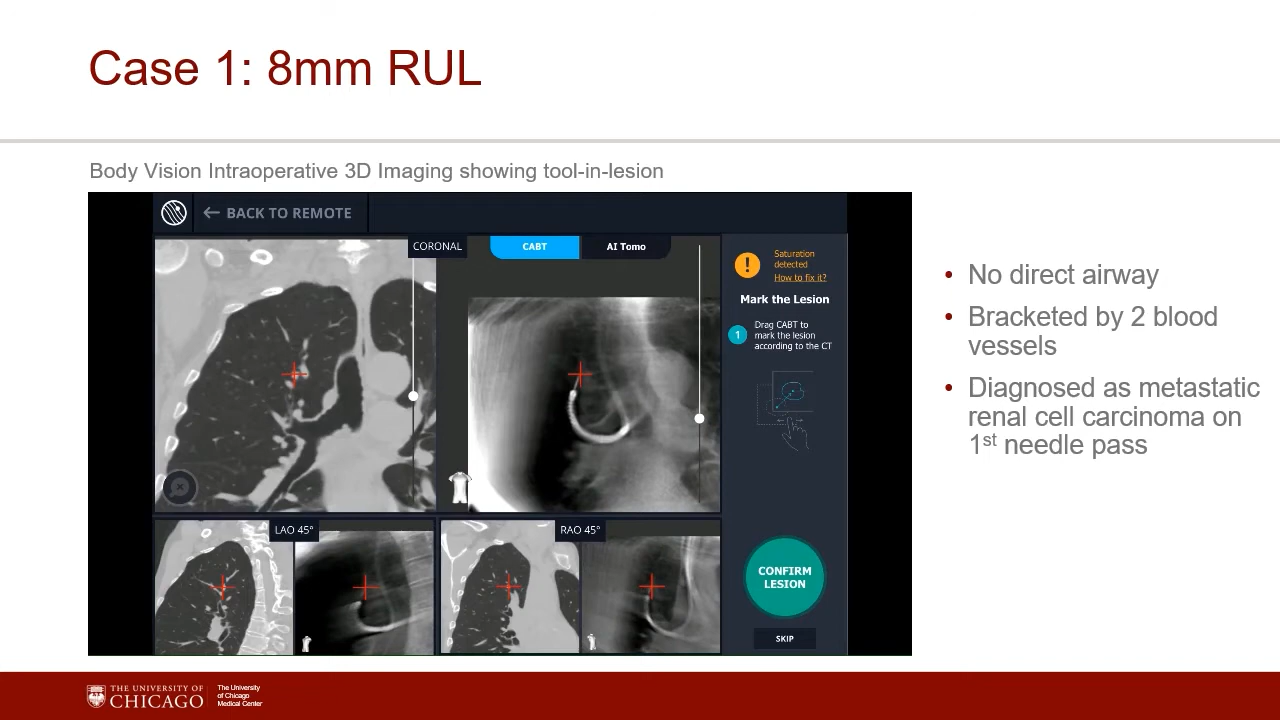 Case 1: 8mm RUL
Body Vision Intraoperative 3D Imaging showing tool-in-lesion
BACK TO REMOTE
CORONAL
CABT
AI Tomo
!
Saturation
detected
How to fix it?
Mark the Lesion
1
Drag CABT to
mark the lesion
according to the CT
LAO 45°
RAO 45°
CONFIRM
LESION
SKIP
• No direct airway
• Bracketed by 2 blood
vessels
• Diagnosed as metastatic
renal cell carcinoma on
1st needle pass
THE UNIVERSITY OF
CHICAGO
The University
of Chicago
Medical Center